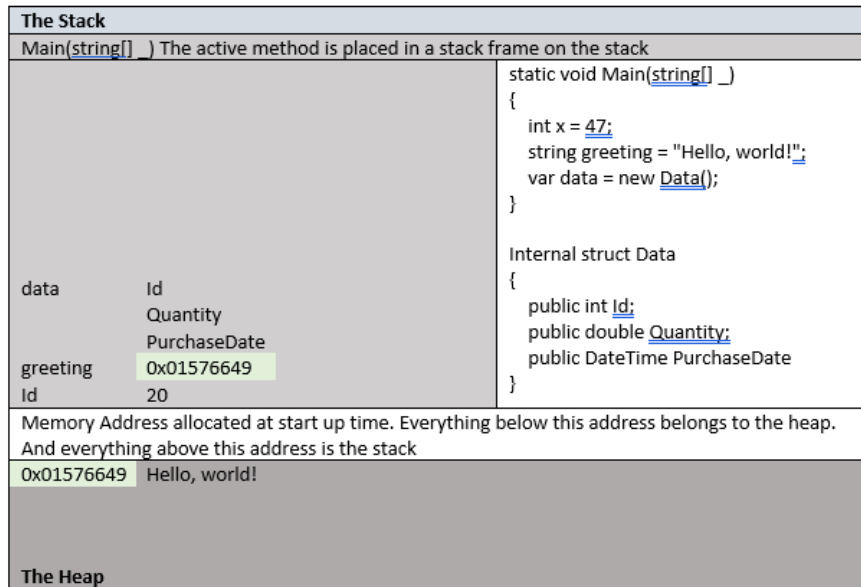 The Stack
Main(string[] _) The active method is placed in a stack frame on the stack
static void Main(string[] _)
{
int x = 47;
string greeting = "Hello, world!";
var data = new Data();
}
Internal struct Data
{
public int Id;
public double Quantity;
public DateTime PurchaseDate
}
data Id
Quantity
PurchaseDate
greeting 0x01576649
Id 20
Memory Address allocated at start up time. Everything below this address belongs to the heap.
And everything above this address is the stack
0x01576649 Hello, world!
The Heap